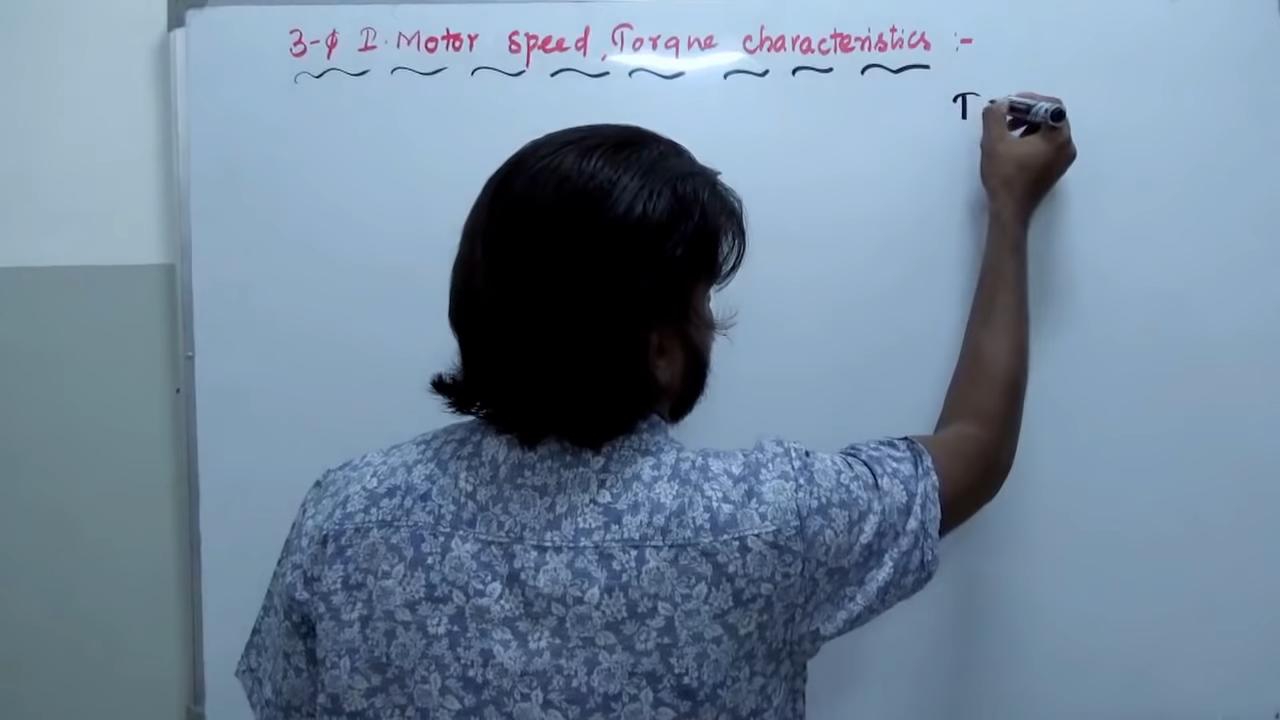 3-φ I. Motor speed, Torque characteristics :-
T